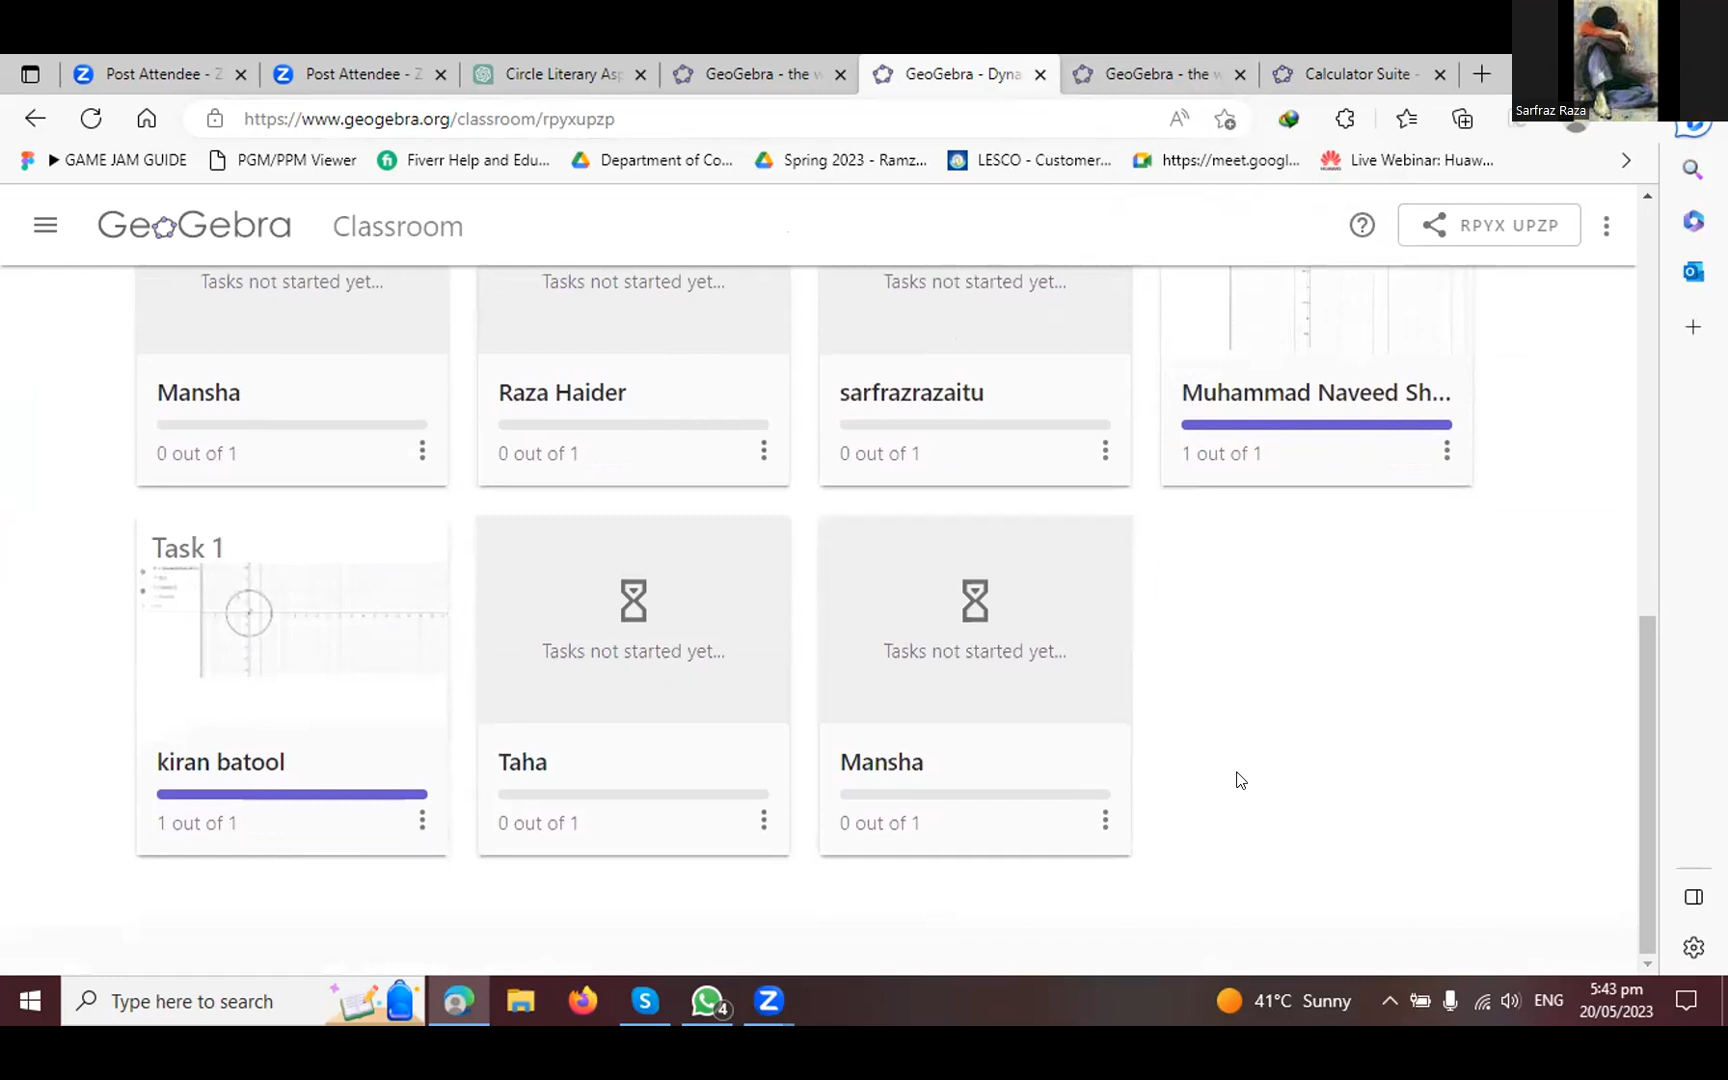 Post Attendee - Z
Post Attendee - Z
Circle Literary Asp
GeoGebra - the w
GeoGebra - Dyna
GeoGebra - the w
Calculator Suite -
Sarfraz Raza
https://www.geogebra.org/classroom/rpyxupzp
GAME JAM GUIDE
PGM/PPM Viewer
Fiverr Help and Edu...
Department of Co...
Spring 2023 - Ramz...
LESCO - Customer...
https://meet.googl...
Live Webinar: Huaw...
GeoGebra Classroom
RPYX UPZP
Tasks not started yet...
Tasks not started yet...
Tasks not started yet...
Mansha
Raza Haider
sarfrazrazaitu
Muhammad Naveed Sh...
0 out of 1
0 out of 1
0 out of 1
1 out of 1
Task 1
Tasks not started yet...
Tasks not started yet...
kiran batool
Taha
Mansha
1 out of 1
0 out of 1
0 out of 1
Type here to search
4
41°C Sunny
ENG
5:43 pm
20/05/2023